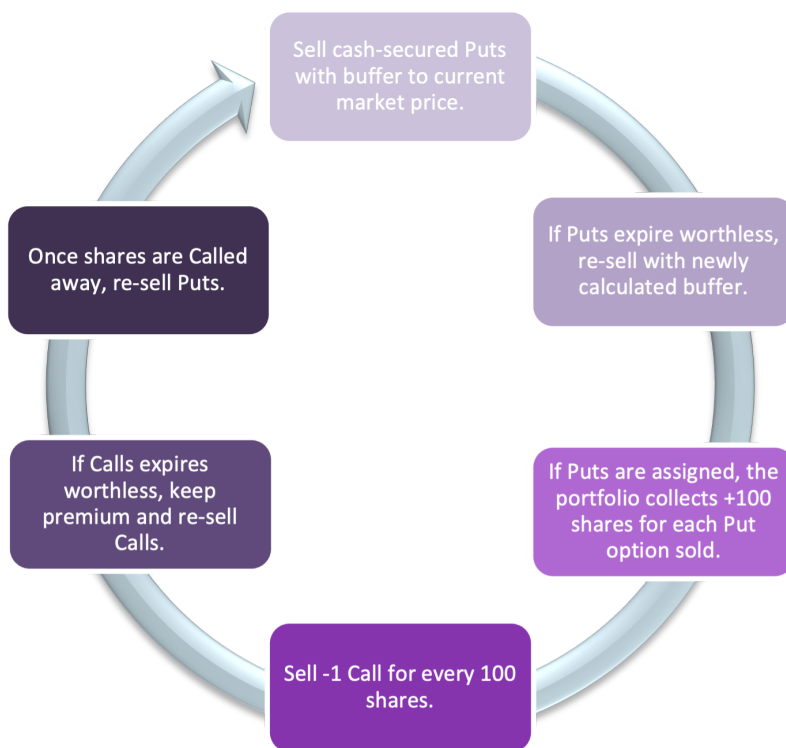 Sell cash-secured Puts
with buffer to current
market price.
If Puts expire worthless,
re-sell with newly
calculated buffer.
If Puts are assigned, the
portfolio collects +100
shares for each Put
option sold.
Sell -1 Call for every 100
shares.
If Calls expires
worthless, keep
premium and re-sell
Calls.
Once shares are Called
away, re-sell Puts.